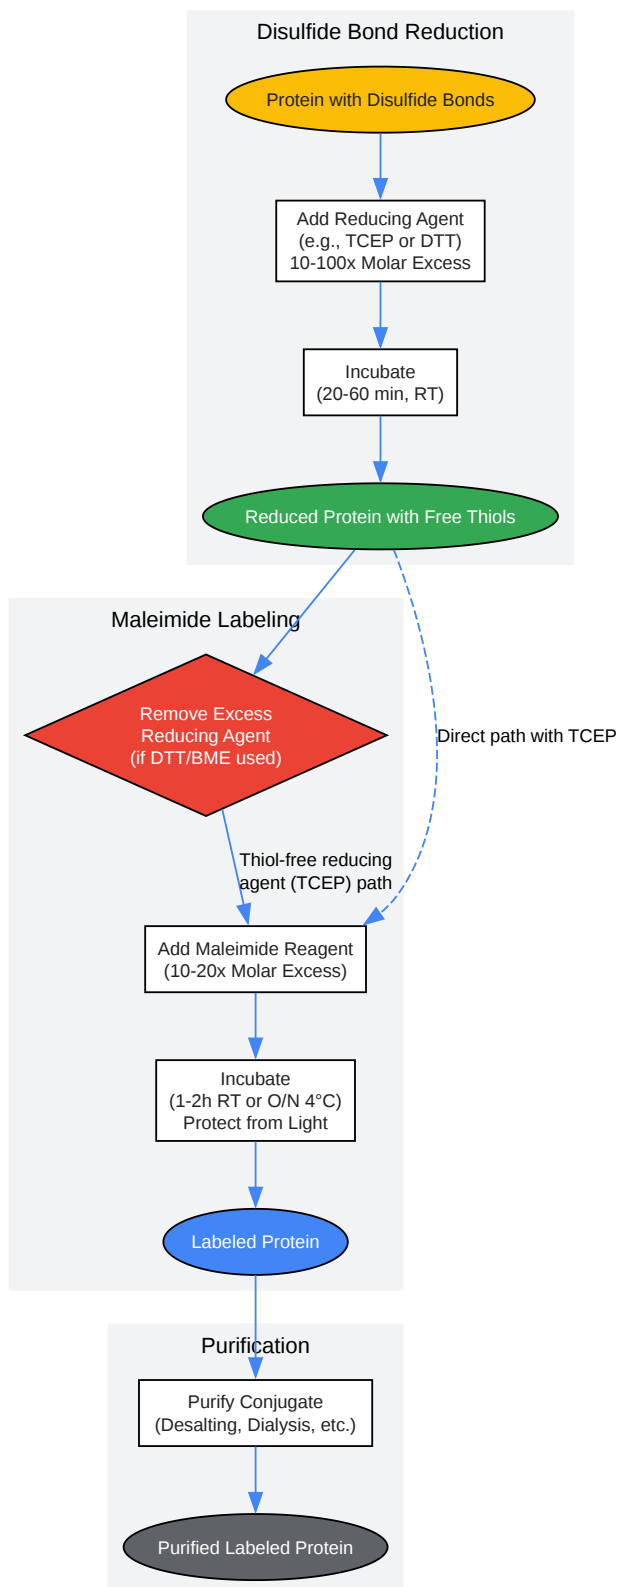 Disulfide Bond Reduction
Protein with Disulfide Bonds
Add Reducing Agent
(e.g., TCEP or DTT)
10-100x Molar Excess
Incubate
(20-60 min, RT)
Reduced Protein with Free Thiols
Maleimide Labeling
Remove Excess
Reducing Agent
(if DTT/BME used)
Direct path with TCEP
Thiol-free reducing
agent (TCEP) path
Add Maleimide Reagent
(10-20x Molar Excess)
Incubate
(1-2h RT or O/N 4°C)
Protect from Light
Labeled Protein
Purification
Purify Conjugate
(Desalting, Dialysis, etc.)
Purified Labeled Protein